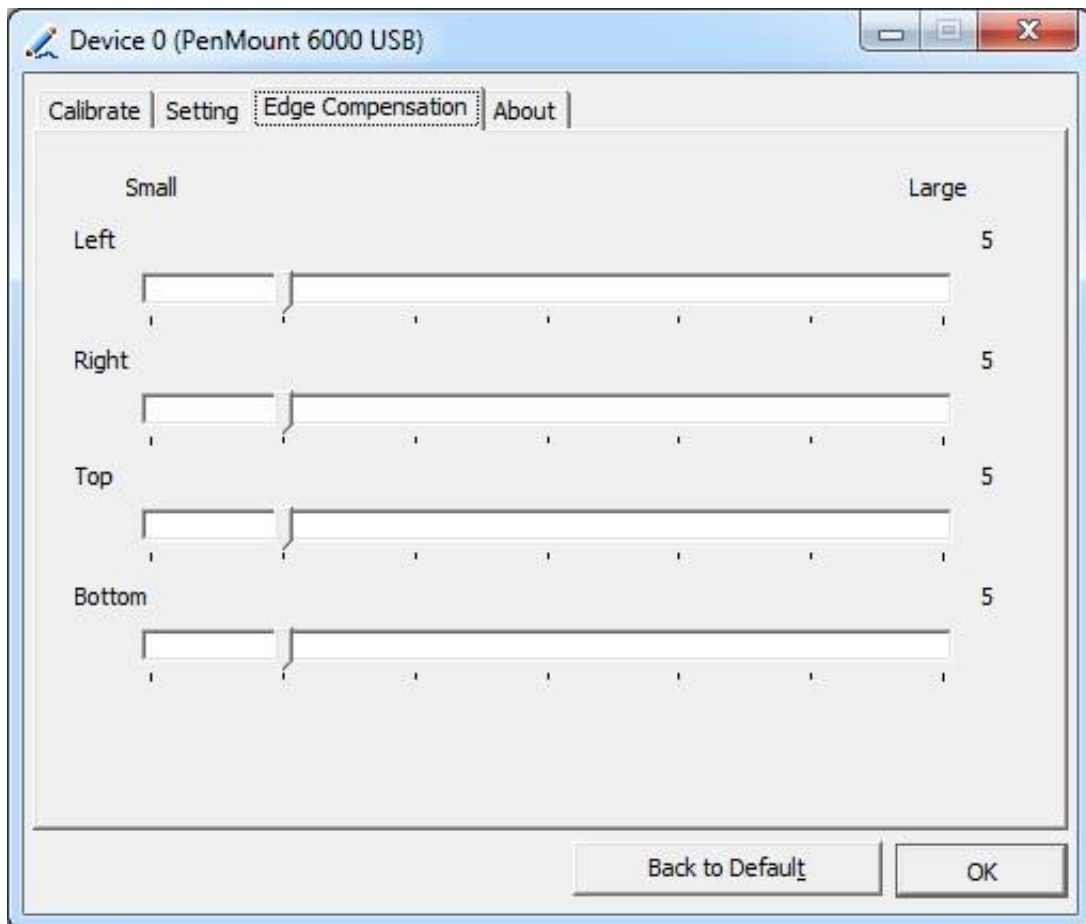 Device 0 (PenMount 6000 USB)
Calibrate Setting Edge Compensation About
Small Large
Left 5
Right 5
Top 5
Bottom 5
Back to Default OK